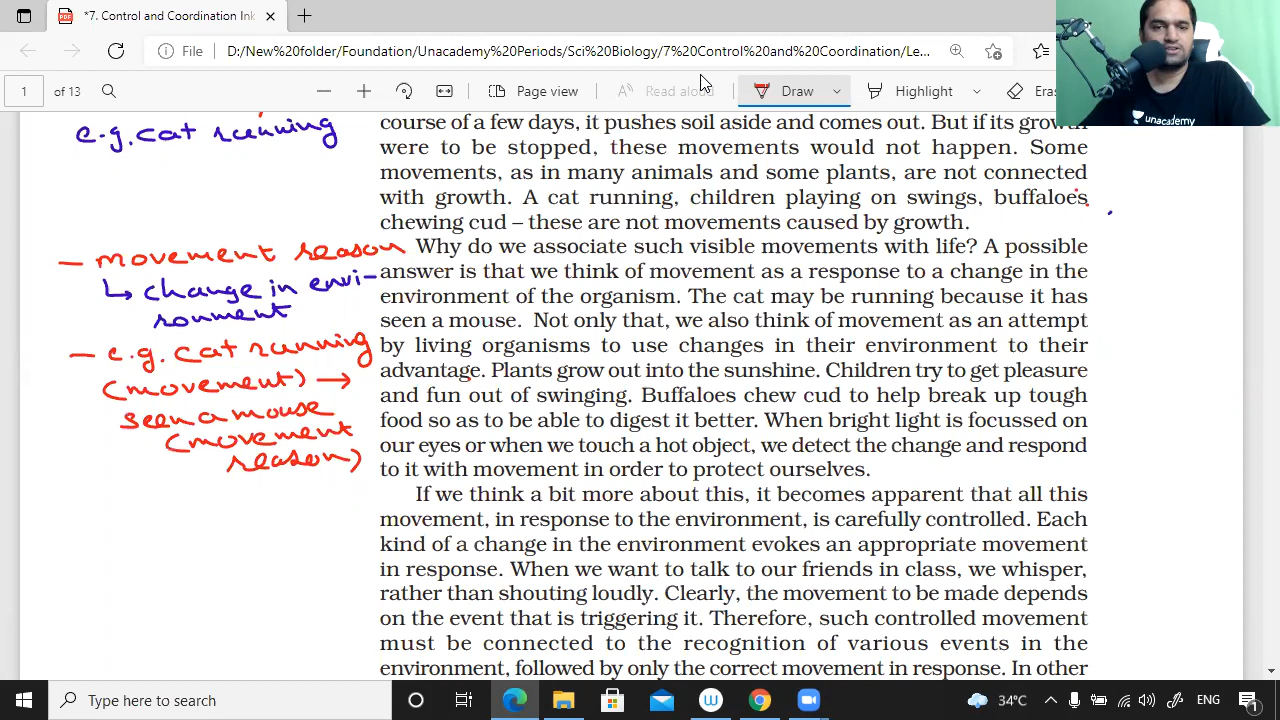 *7. Control and Coordination Ink
File
D:/New%20folder/Foundation/Unacademy%20Periods/Sci%20Biology/7%20Control%20and%20Coordination/Le...
1 of 13
Page view
Read aloud
Draw
Highlight
Eras
unacademy
e.g. cat running
course of a few days, it pushes soil aside and comes out. But if its growth
were to be stopped, these movements would not happen. Some
movements, as in many animals and some plants, are not connected
with growth. A cat running, children playing on swings, buffaloes
chewing cud – these are not movements caused by growth.
— movement reason
↳ change in envi-
ronment
— e.g. cat running
(movement) →
seen a mouse
(movement
reason)
Why do we associate such visible movements with life? A possible
answer is that we think of movement as a response to a change in the
environment of the organism. The cat may be running because it has
seen a mouse. Not only that, we also think of movement as an attempt
by living organisms to use changes in their environment to their
advantage. Plants grow out into the sunshine. Children try to get pleasure
and fun out of swinging. Buffaloes chew cud to help break up tough
food so as to be able to digest it better. When bright light is focussed on
our eyes or when we touch a hot object, we detect the change and respond
to it with movement in order to protect ourselves.
If we think a bit more about this, it becomes apparent that all this
movement, in response to the environment, is carefully controlled. Each
kind of a change in the environment evokes an appropriate movement
in response. When we want to talk to our friends in class, we whisper,
rather than shouting loudly. Clearly, the movement to be made depends
on the event that is triggering it. Therefore, such controlled movement
must be connected to the recognition of various events in the
environment, followed by only the correct movement in response. In other
Type here to search
34°C
ENG
1